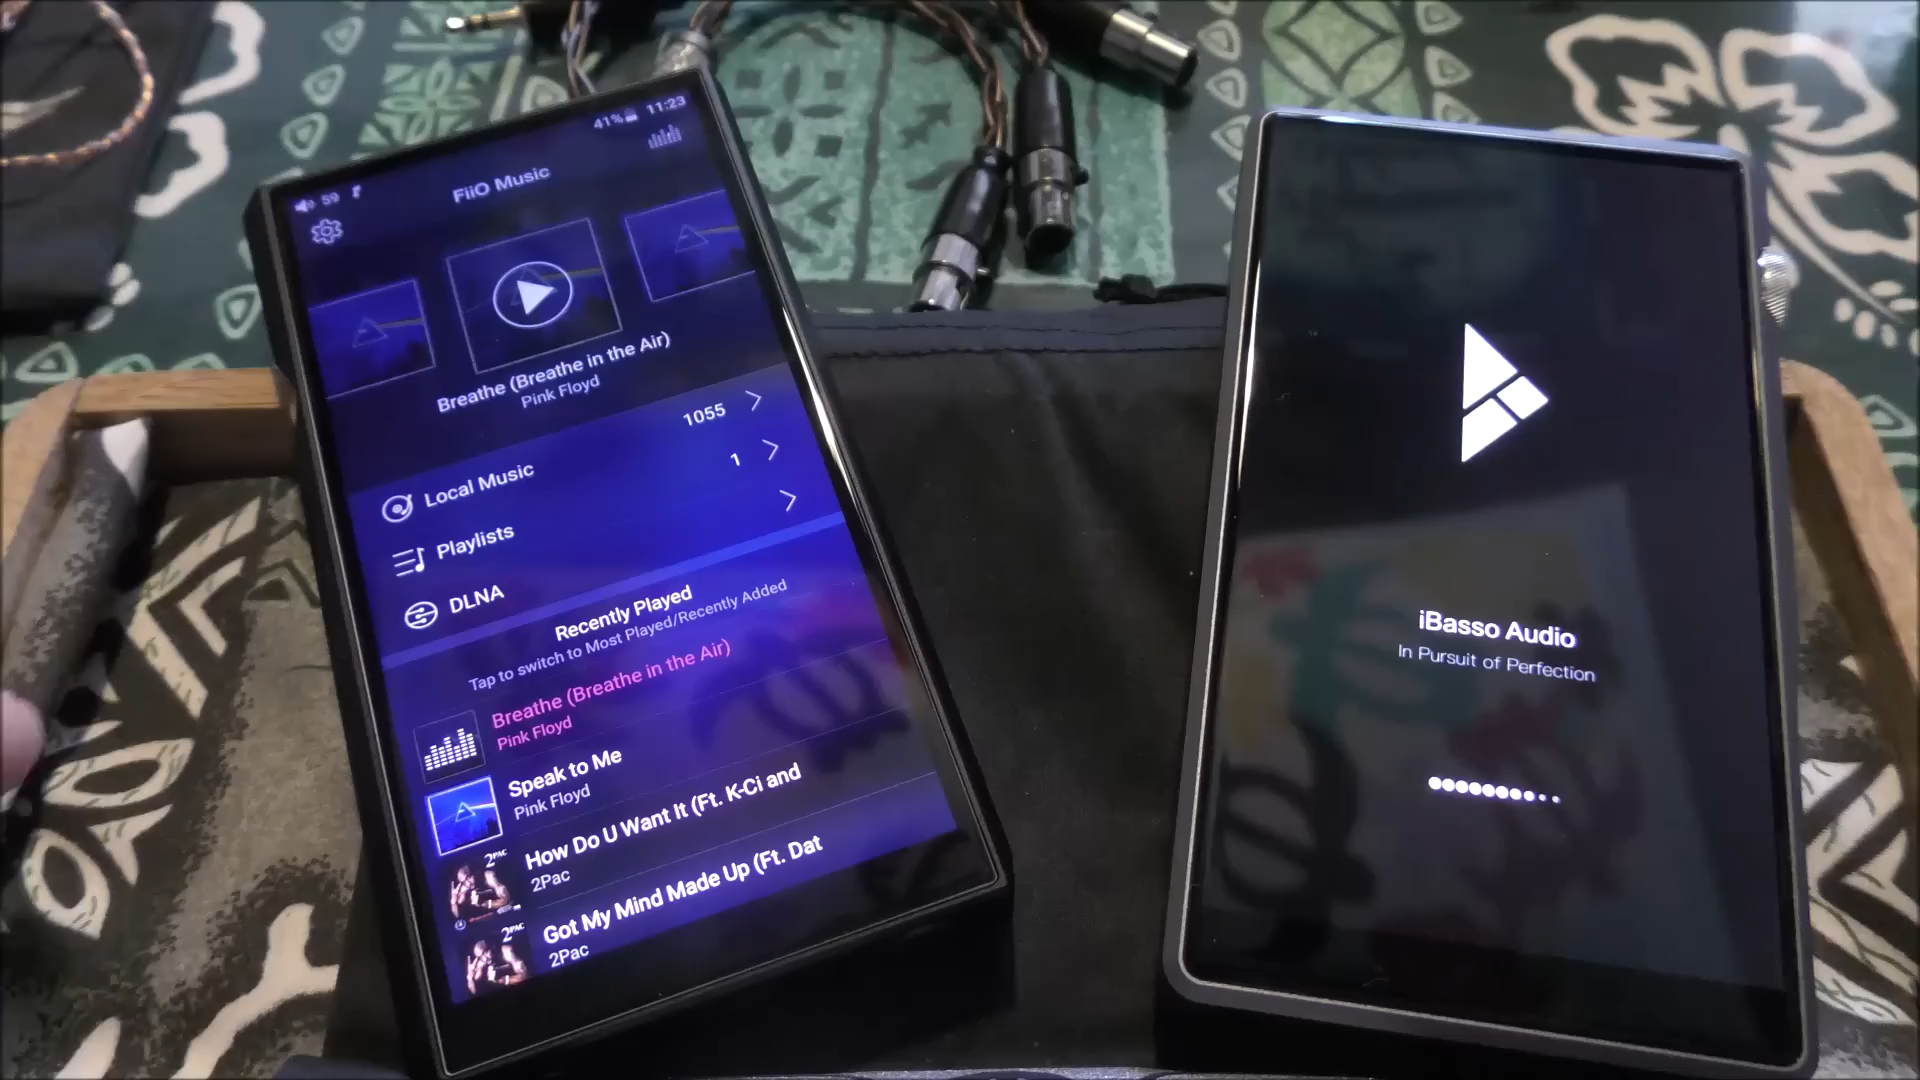 41% 11:23
59
FiiO Music
Breathe (Breathe in the Air)
Pink Floyd
Local Music 1055
Playlists 1
DLNA
Recently Played
Tap to switch to Most Played/Recently Added
Breathe (Breathe in the Air)
Pink Floyd
Speak to Me
Pink Floyd
2PAC
How Do U Want It (Ft. K-Ci and
2Pac
2PAC
Got My Mind Made Up (Ft. Dat
2Pac
iBasso Audio
In Pursuit of Perfection